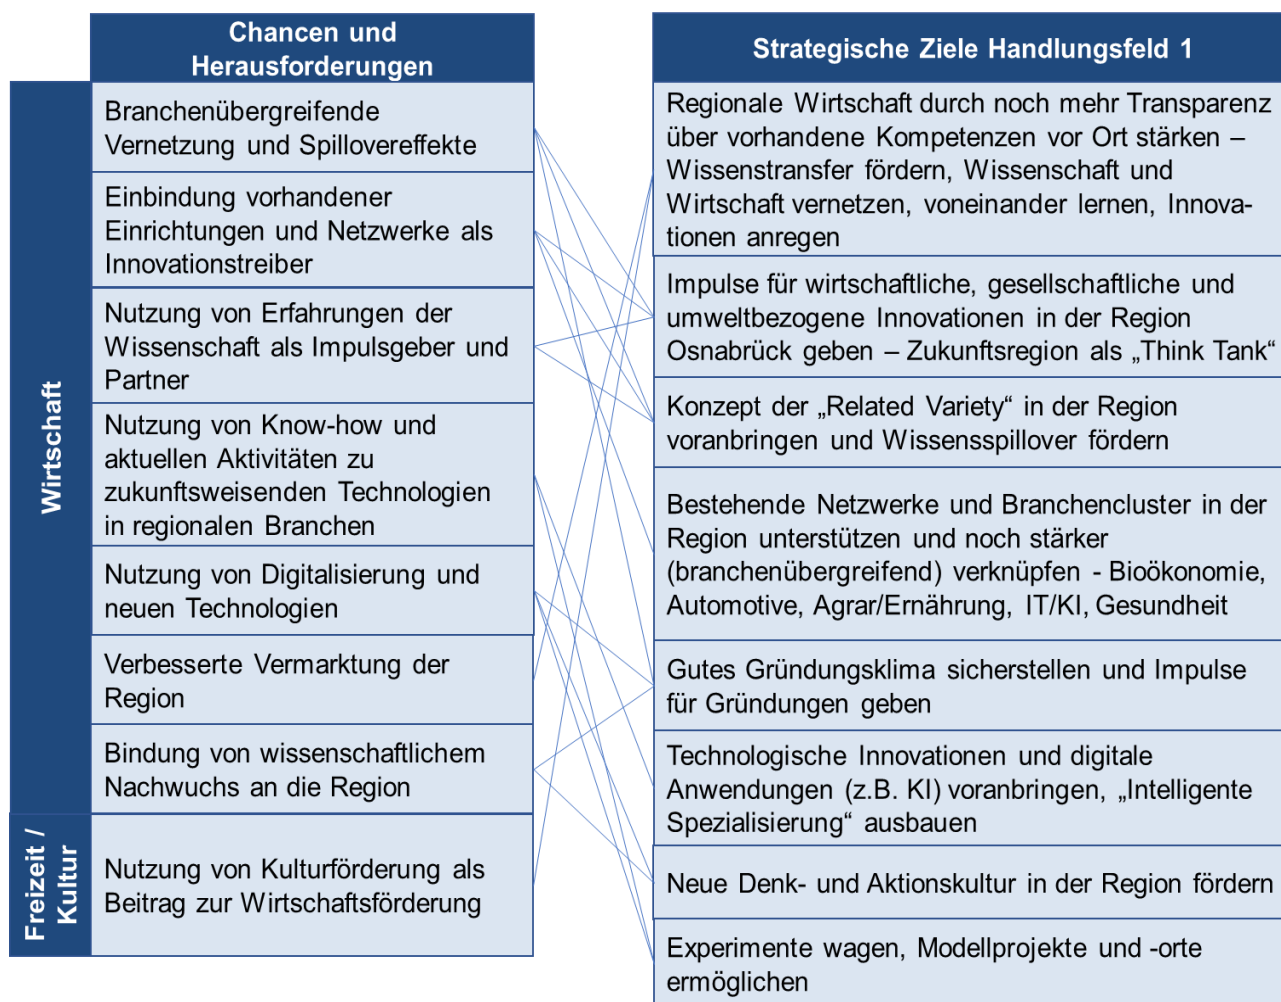 Chancen und
Herausforderungen
Strategische Ziele Handlungsfeld 1
Wirtschaft
Branchenübergreifende
Vernetzung und Spillovereffekte
Einbindung vorhandener
Einrichtungen und Netzwerke als
Innovationstreiber
Nutzung von Erfahrungen der
Wissenschaft als Impulsgeber und
Partner
Nutzung von Know-how und
aktuellen Aktivitäten zu
zukunftsweisenden Technologien
in regionalen Branchen
Nutzung von Digitalisierung und
neuen Technologien
Verbesserte Vermarktung der
Region
Bindung von wissenschaftlichem
Nachwuchs an die Region
Freizeit /
Kultur
Nutzung von Kulturförderung als
Beitrag zur Wirtschaftsförderung
Regionale Wirtschaft durch noch mehr Transparenz
über vorhandene Kompetenzen vor Ort stärken –
Wissenstransfer fördern, Wissenschaft und
Wirtschaft vernetzen, voneinander lernen, Innova-
tionen anregen
Impulse für wirtschaftliche, gesellschaftliche und
umweltbezogene Innovationen in der Region
Osnabrück geben – Zukunftsregion als „Think Tank“
Konzept der „Related Variety“ in der Region
voranbringen und Wissensspillover fördern
Bestehende Netzwerke und Branchencluster in der
Region unterstützen und noch stärker
(branchenübergreifend) verknüpfen - Bioökonomie,
Automotive, Agrar/Ernährung, IT/KI, Gesundheit
Gutes Gründungsklima sicherstellen und Impulse
für Gründungen geben
Technologische Innovationen und digitale
Anwendungen (z.B. KI) voranbringen, „Intelligente
Spezialisierung“ ausbauen
Neue Denk- und Aktionskultur in der Region fördern
Experimente wagen, Modellprojekte und -orte
ermöglichen